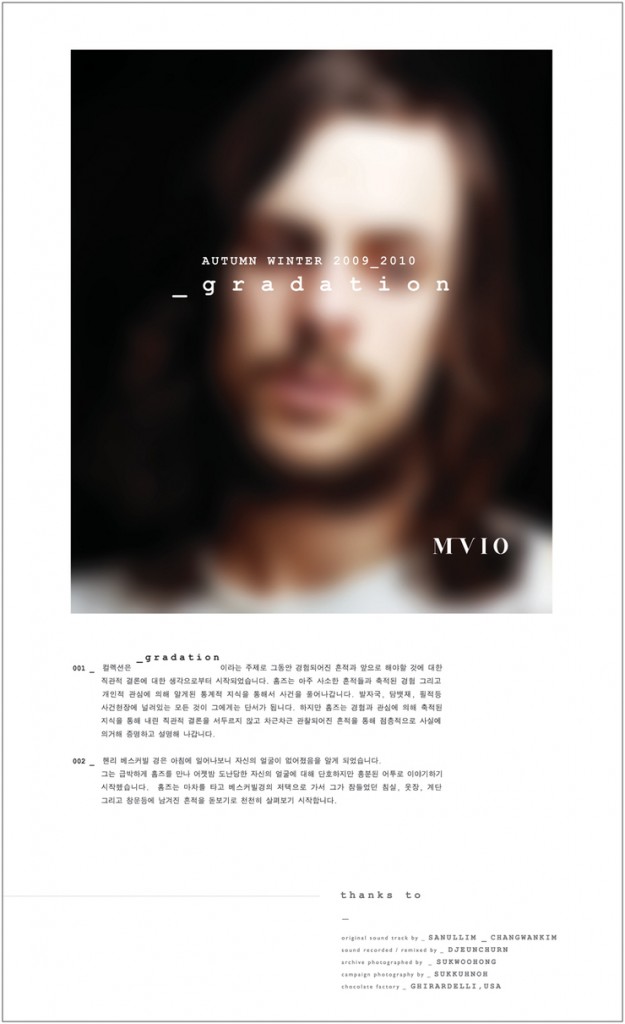 AUTUMN WINTER 2009_2010
_gradation
MVIO
_gradation
001 _ 컬렉션은 이라는 주제로 그동안 경험되어진 흔적과 앞으로 해야할 것에 대한
직관적 결론에 대한 생각으로부터 시작되었습니다. 홈즈는 아주 사소한 흔적들과 축적된 경험 그리고
개인적 관심에 의해 알게된 통계적 지식을 통해서 사건을 풀어나갑니다. 발자국, 담뱃재, 필적등
사건현장에 널려있는 모든 것이 그에게는 단서가 됩니다. 하지만 홈즈는 경험과 관심에 의해 축적된
지식을 통해 내린 직관적 결론을 서두르지 않고 차근차근 관찰되어진 흔적을 통해 점층적으로 사실에
의거해 증명하고 설명해 나갑니다.
002 _ 헨리 베스커빌 경은 아침에 일어나보니 자신의 얼굴이 없어졌음을 알게 되었습니다.
그는 급박하게 홈즈를 만나 어젯밤 도난당한 자신의 얼굴에 대해 단호하지만 흥분된 어투로 이야기하기
시작했습니다. 홈즈는 마차를 타고 베스커빌경의 저택으로 가서 그가 잠들었던 침실, 옷장, 계단
그리고 창문등에 남겨진 흔적을 돋보기로 천천히 살펴보기 시작합니다.
thanks to
_
original sound track by _ SANULLIM _ CHANGWANKIM
sound recorded / remixed by _ DJEUNCHURN
archive photographed by _ SUKWOOHONG
campaign photography by _ SUKKUHNOH
chocolate factory _ GHIRARDELLI,USA